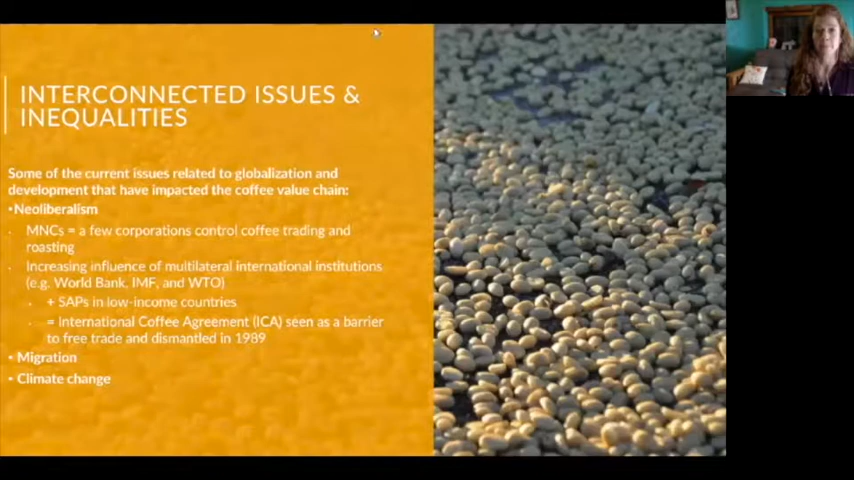 INTERCONNECTED ISSUES &
INEQUALITIES
Some of the current issues related to globalization and
development that have impacted the coffee value chain:
•Neoliberalism
· MNCs = a few corporations control coffee trading and
roasting
· Increasing influence of multilateral international institutions
(e.g. World Bank, IMF, and WTO)
· + SAPs in low-income countries
· = International Coffee Agreement (ICA) seen as a barrier
to free trade and dismantled in 1989
• Migration
• Climate change